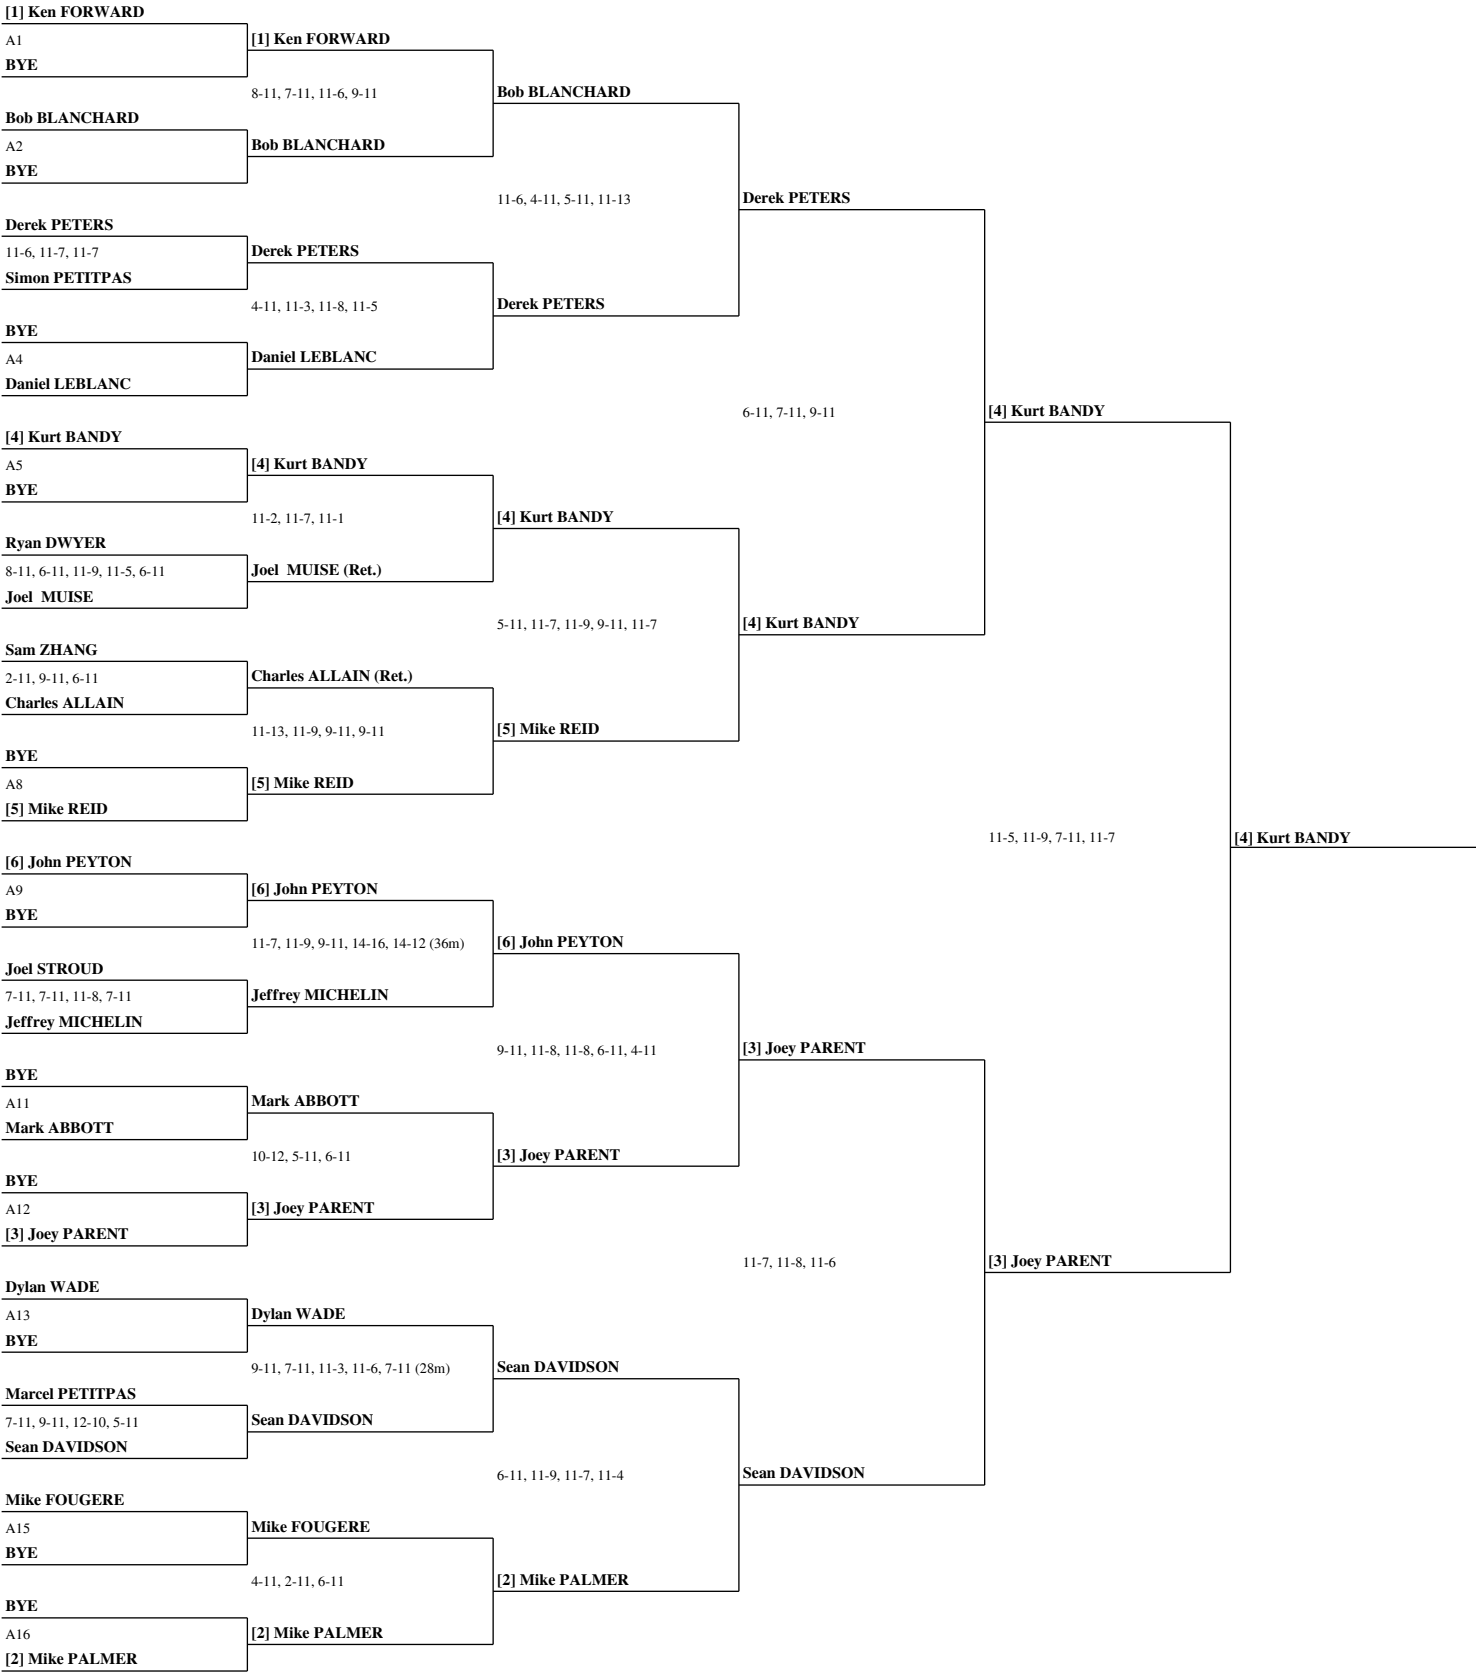 [1] Ken FORWARD
A1
BYE
Bob BLANCHARD
A2
BYE
Derek PETERS
11-6, 11-7, 11-7
Simon PETITPAS
BYE
A4
Daniel LEBLANC
[4] Kurt BANDY
A5
BYE
Ryan DWYER
8-11, 6-11, 11-9, 11-5, 6-11
Joel MUISE
Sam ZHANG
2-11, 9-11, 6-11
Charles ALLAIN
BYE
A8
[5] Mike REID
[6] John PEYTON
A9
BYE
Joel STROUD
7-11, 7-11, 11-8, 7-11
Jeffrey MICHELIN
BYE
A11
Mark ABBOTT
BYE
A12
[3] Joey PARENT
Dylan WADE
A13
BYE
Marcel PETITPAS
7-11, 9-11, 12-10, 5-11
Sean DAVIDSON
Mike FOUGERE
A15
BYE
BYE
A16
[2] Mike PALMER
[1] Ken FORWARD
8-11, 7-11, 11-6, 9-11
Bob BLANCHARD
Derek PETERS
4-11, 11-3, 11-8, 11-5
Daniel LEBLANC
[4] Kurt BANDY
11-2, 11-7, 11-1
Joel MUISE (Ret.)
Charles ALLAIN (Ret.)
11-13, 11-9, 9-11, 9-11
[5] Mike REID
[6] John PEYTON
11-7, 11-9, 9-11, 14-16, 14-12 (36m)
Jeffrey MICHELIN
Mark ABBOTT
10-12, 5-11, 6-11
[3] Joey PARENT
Dylan WADE
9-11, 7-11, 11-3, 11-6, 7-11 (28m)
Sean DAVIDSON
Mike FOUGERE
4-11, 2-11, 6-11
[2] Mike PALMER
Bob BLANCHARD
11-6, 4-11, 5-11, 11-13
Derek PETERS
[4] Kurt BANDY
5-11, 11-7, 11-9, 9-11, 11-7
[5] Mike REID
[6] John PEYTON
9-11, 11-8, 11-8, 6-11, 4-11
[3] Joey PARENT
Sean DAVIDSON
6-11, 11-9, 11-7, 11-4
[2] Mike PALMER
Derek PETERS
6-11, 7-11, 9-11
[4] Kurt BANDY
[3] Joey PARENT
11-7, 11-8, 11-6
Sean DAVIDSON
[4] Kurt BANDY
11-5, 11-9, 7-11, 11-7
[3] Joey PARENT
[4] Kurt BANDY